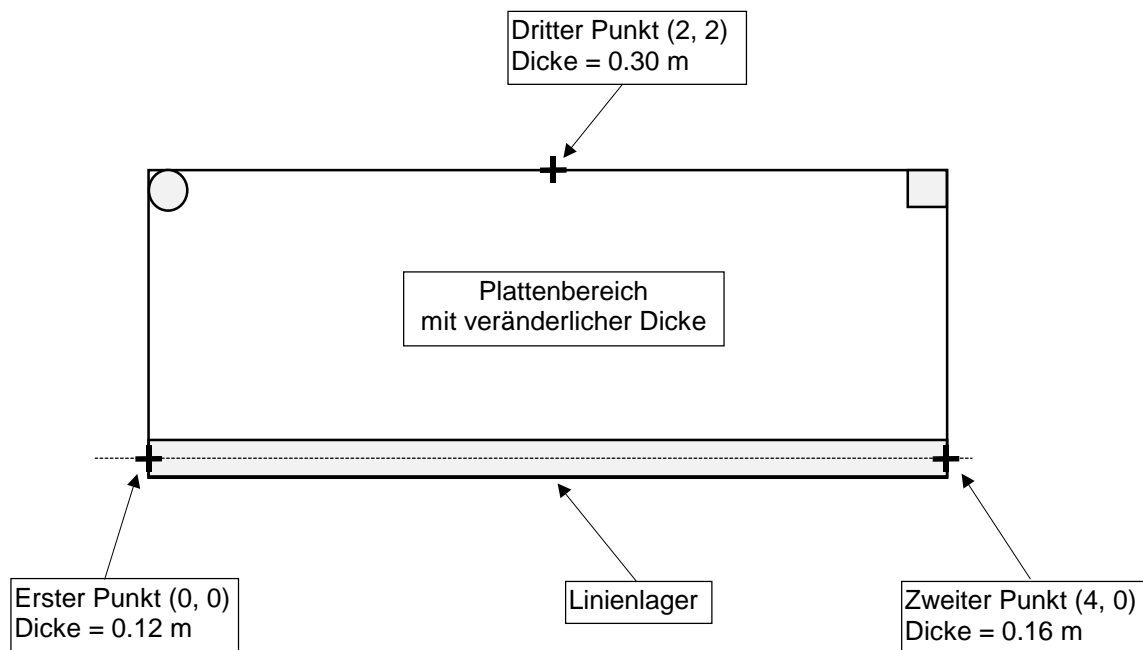 Dritter Punkt (2, 2)
Dicke = 0.30 m
Plattenbereich
mit veränderlicher Dicke
Erster Punkt (0, 0)
Dicke = 0.12 m
Linienlager
Zweiter Punkt (4, 0)
Dicke = 0.16 m